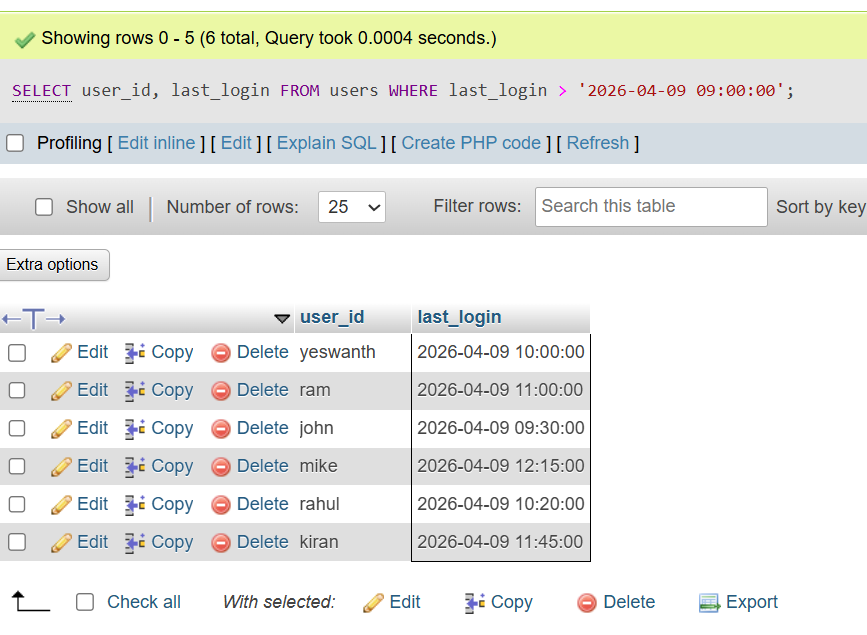 Showing rows 0 - 5 (6 total, Query took 0.0004 seconds.)
SELECT user_id, last_login FROM users WHERE last_login > '2026-04-09 09:00:00';
Profiling [ Edit inline ] [ Edit ] [ Explain SQL ] [ Create PHP code ] [ Refresh ]
Show all | Number of rows: 25 Filter rows: Search this table Sort by key
Extra options
←T→ user_id last_login
Edit Copy Delete yeswanth 2026-04-09 10:00:00
Edit Copy Delete ram 2026-04-09 11:00:00
Edit Copy Delete john 2026-04-09 09:30:00
Edit Copy Delete mike 2026-04-09 12:15:00
Edit Copy Delete rahul 2026-04-09 10:20:00
Edit Copy Delete kiran 2026-04-09 11:45:00
Check all With selected: Edit Copy Delete Export